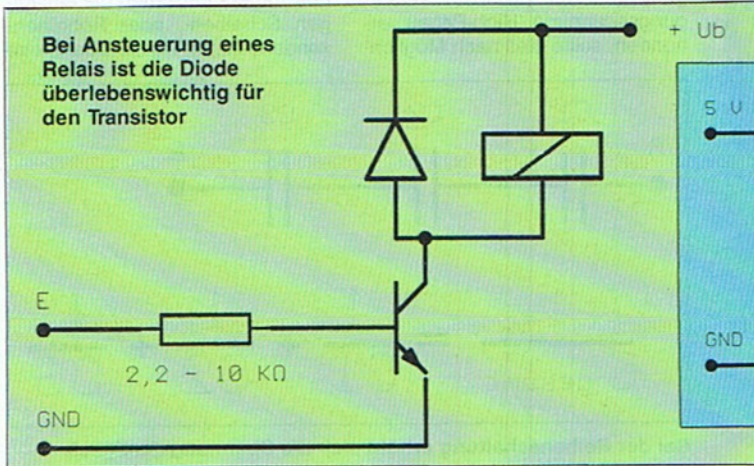 Bei Ansteuerung eines
Relais ist die Diode
überlebenswichtig für
den Transistor
+ Ub
5 V
E
2,2 - 10 KΩ
GND
GND